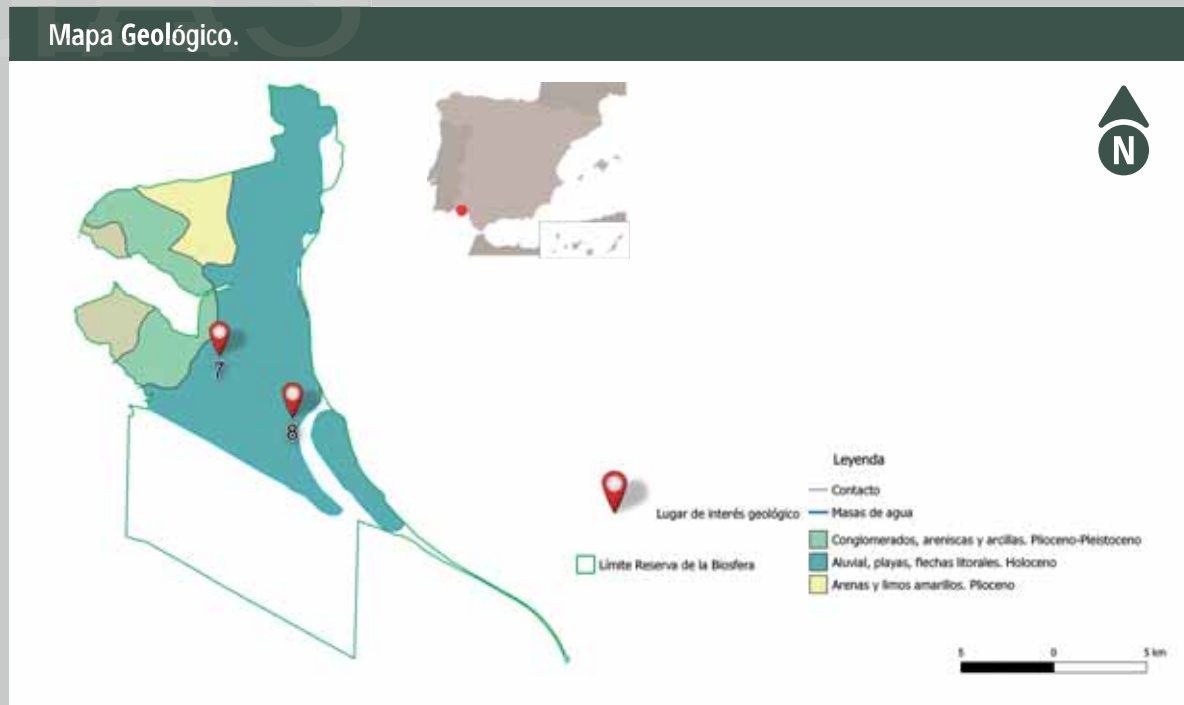 Mapa Geológico.
N
7
8
Leyenda
Contacto
Lugar de interés geológico
Masas de agua
Conglomerados, areniscas y arcillas. Plioceno-Pleistoceno
Límite Reserva de la Biosfera
Aluvial, playas, flechas litorales. Holoceno
Arenas y limos amarillos. Plioceno
5 0 5 km